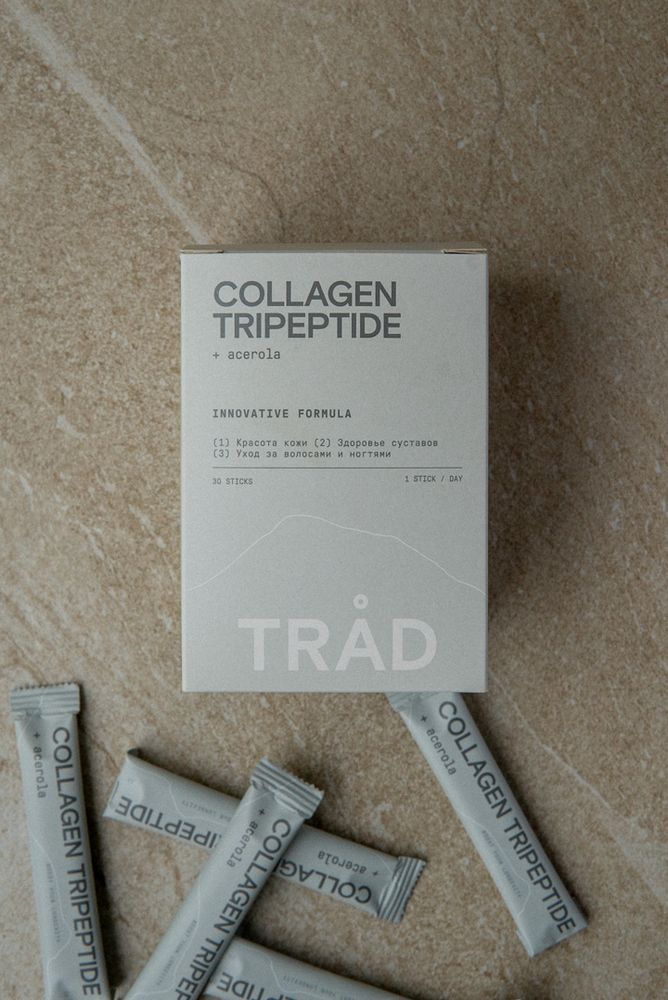 COLLAGEN
TRIPEPTIDE
+ acerola
INNOVATIVE FORMULA
(1) Красота кожи (2) Здоровье суставов
(3) Уход за волосами и ногтями
30 STICKS
1 STICK / DAY
TRÅD
COLLAGEN TRIPEPTIDE
+ acerola
COLLAGEN TRIPEPTIDE
+ acerola
COLLAGEN TRIPEPTIDE
+ acerola
COLLAGEN TRIPEPTIDE
+ acerola
TRIPEPTIDE